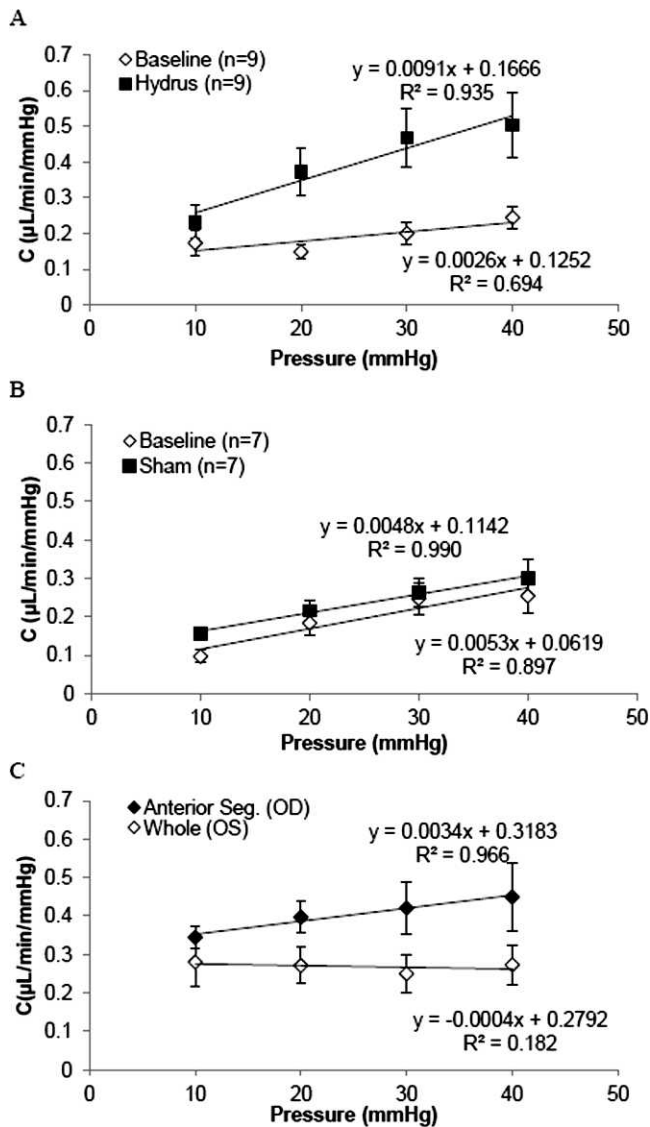 A
Baseline (n=9)
Hydrus (n=9)
y = 0.0091x + 0.1666
R² = 0.935
y = 0.0026x + 0.1252
R² = 0.694
C (µL/min/mmHg)
0.7
0.6
0.5
0.4
0.3
0.2
0.1
0
0 10 20 30 40 50
Pressure (mmHg)
B
Baseline (n=7)
Sham (n=7)
y = 0.0048x + 0.1142
R² = 0.990
y = 0.0053x + 0.0619
R² = 0.897
C (µL/min/mmHg)
0.7
0.6
0.5
0.4
0.3
0.2
0.1
0
0 10 20 30 40 50
Pressure (mmHg)
C
Anterior Seg. (OD)
Whole (OS)
y = 0.0034x + 0.3183
R² = 0.966
y = -0.0004x + 0.2792
R² = 0.182
C(µL/min/mmHg)
0.7
0.6
0.5
0.4
0.3
0.2
0.1
0
0 10 20 30 40 50
Pressure (mmHg)